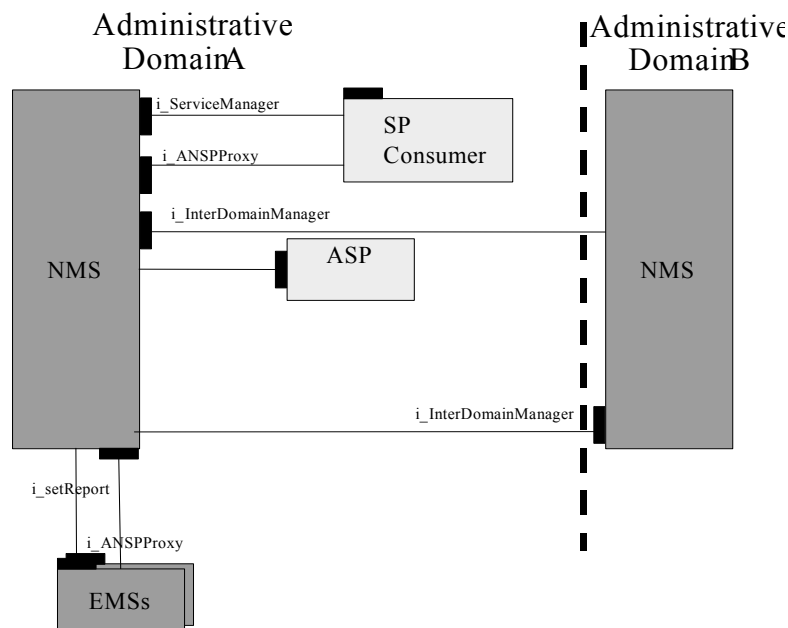 Administrative
DomainA
Administrative
DomainB
i_ServiceManager
SP
Consumer
i_ANSPProxy
i_InterDomainManager
ASP
NMS
NMS
i_InterDomainManager
i_setReport
i_ANSPProxy
EMSs